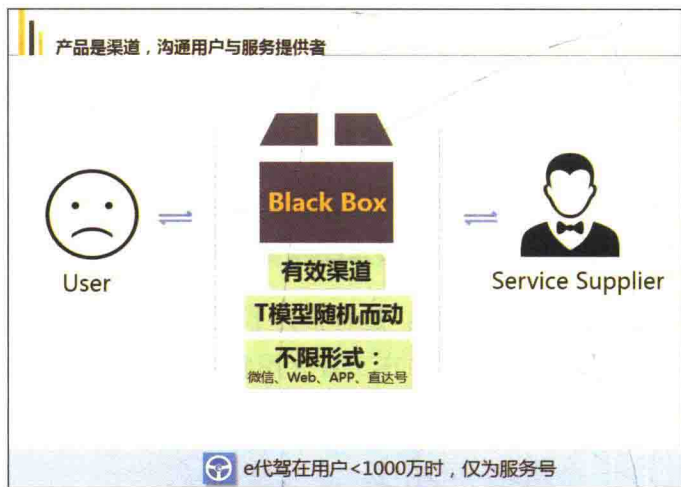 产品是渠道，沟通用户与服务提供者
Black Box
User
Service Supplier
有效渠道
T模型随机而动
不限形式：
微信、Web、APP、直达号
e代驾在用户<1000万时，仅为服务号